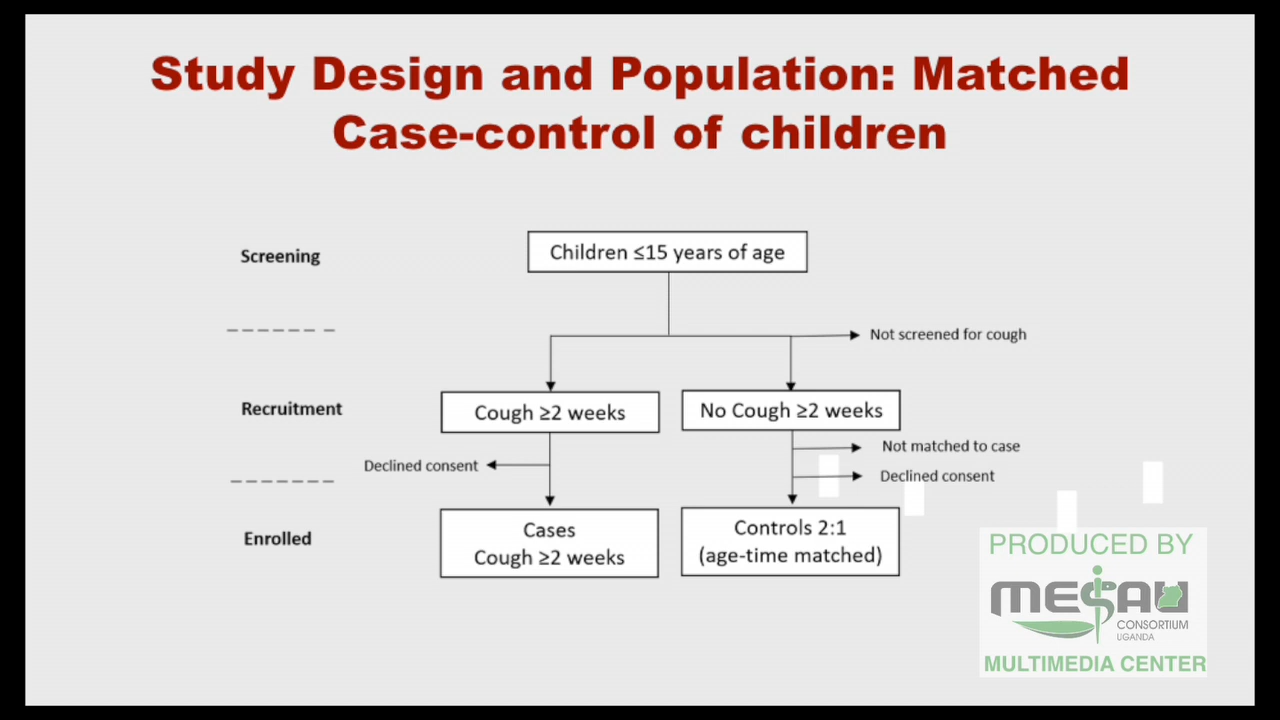 Study Design and Population: Matched
Case-control of children
Screening
Children ≤15 years of age
Not screened for cough
Recruitment
Cough ≥2 weeks
No Cough ≥2 weeks
Not matched to case
Declined consent
Declined consent
Enrolled
Cases
Cough ≥2 weeks
Controls 2:1
(age-time matched)
PRODUCED BY
MESAU
CONSORTIUM
UGANDA
MULTIMEDIA CENTER